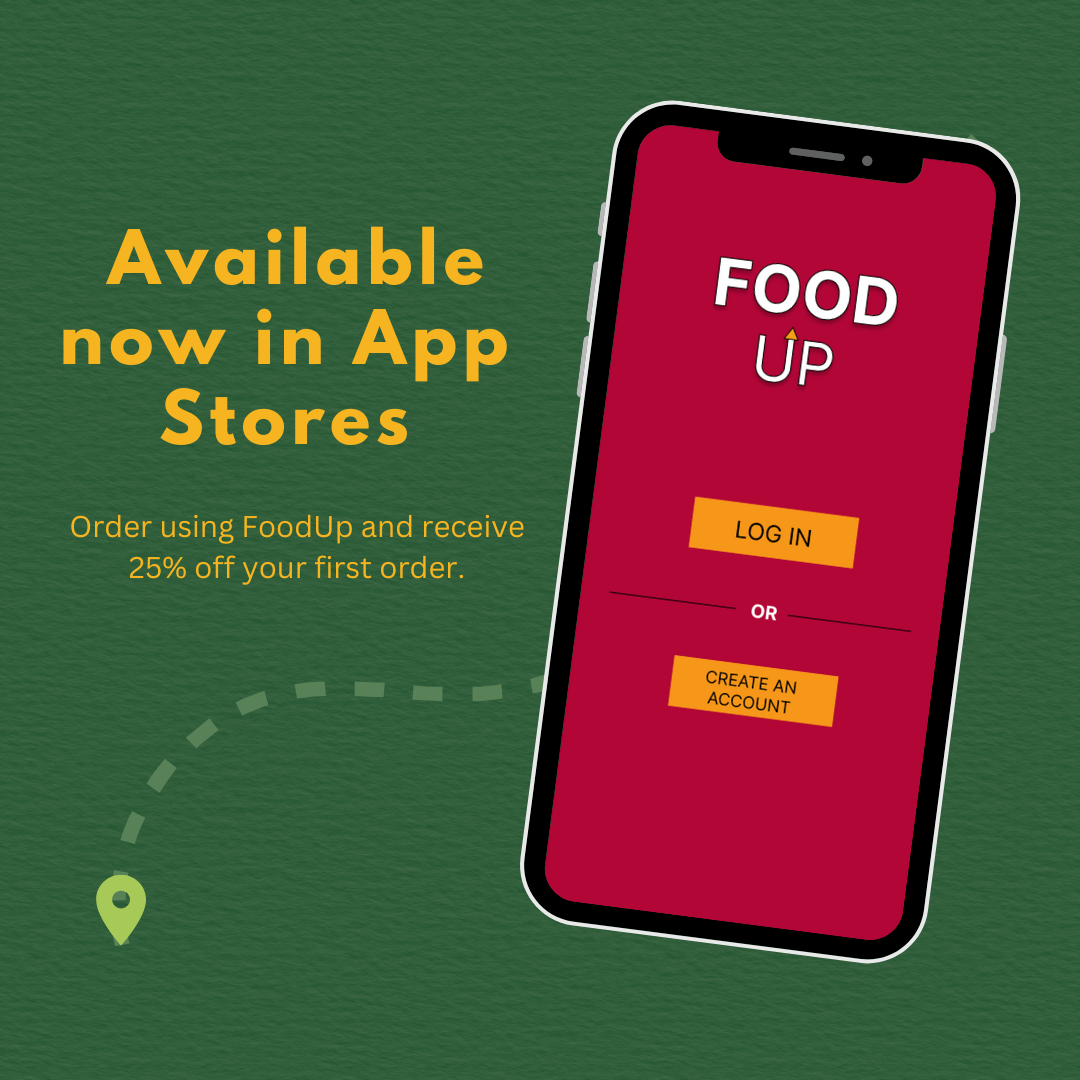 Available
now in App
Stores
Order using FoodUp and receive
25% off your first order.
FOOD
UP
LOG IN
OR
CREATE AN
ACCOUNT